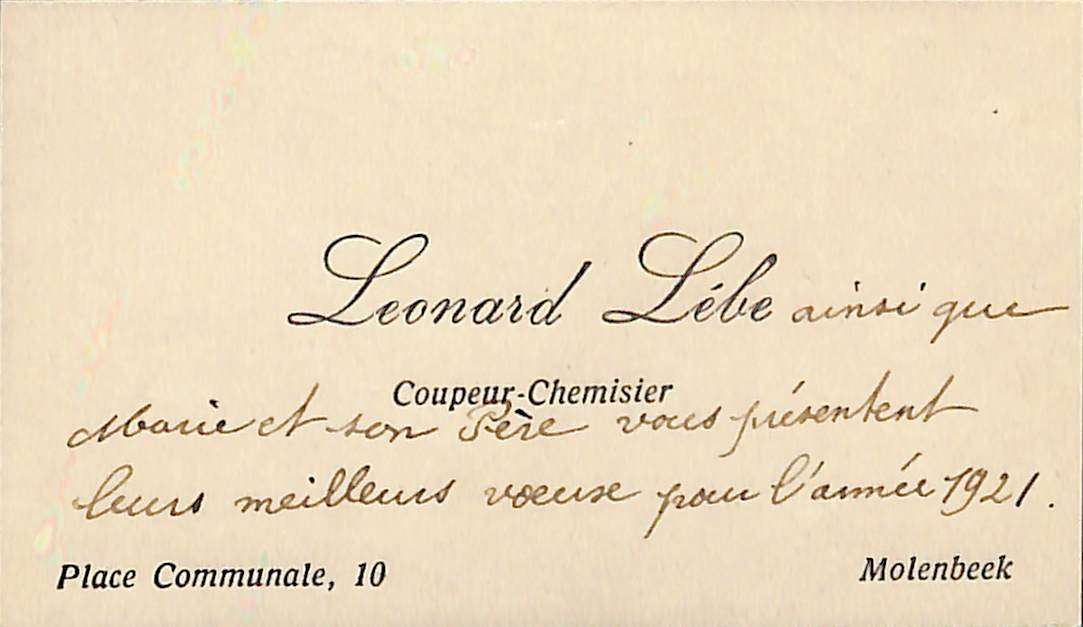 Leonard Lébe ainsi que
Coupeur-Chemisier
Marie et son Père vous présentent
leurs meilleurs vœux pour l'année 1921.
Place Communale, 10
Molenbeek